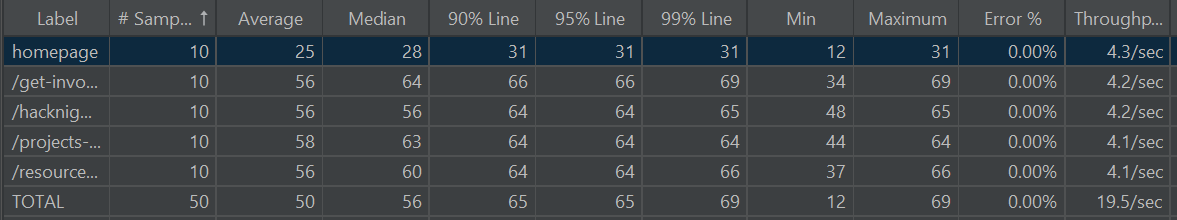 Label # Samp... ↑ Average Median 90% Line 95% Line 99% Line Min Maximum Error % Throughp...
homepage 10 25 28 31 31 31 12 31 0.00% 4.3/sec
/get-invo... 10 56 64 66 66 69 34 69 0.00% 4.2/sec
/hacknig... 10 56 56 64 64 65 48 65 0.00% 4.2/sec
/projects-... 10 58 63 64 64 64 44 64 0.00% 4.1/sec
/resource... 10 56 60 64 64 66 37 66 0.00% 4.1/sec
TOTAL 50 50 56 65 65 69 12 69 0.00% 19.5/sec